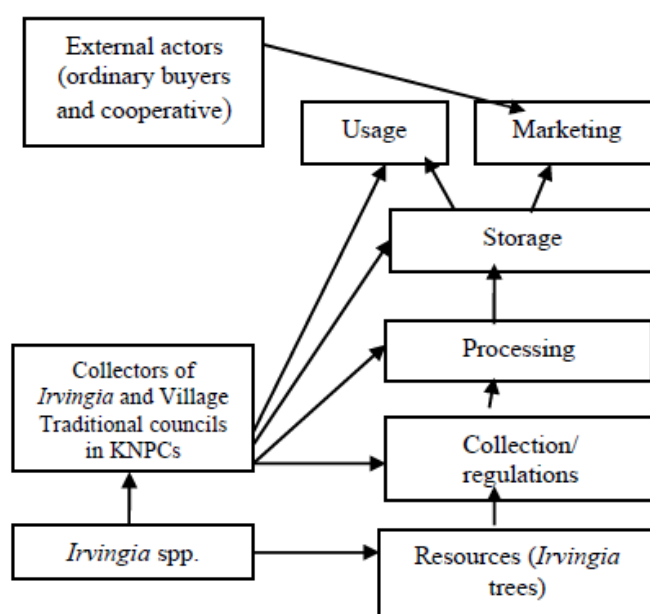 External actors
(ordinary buyers
and cooperative)
Usage
Marketing
Storage
Processing
Collectors of
Irvingia and Village
Traditional councils
in KNPCs
Collection/
regulations
Irvingia spp.
Resources (Irvingia
trees)